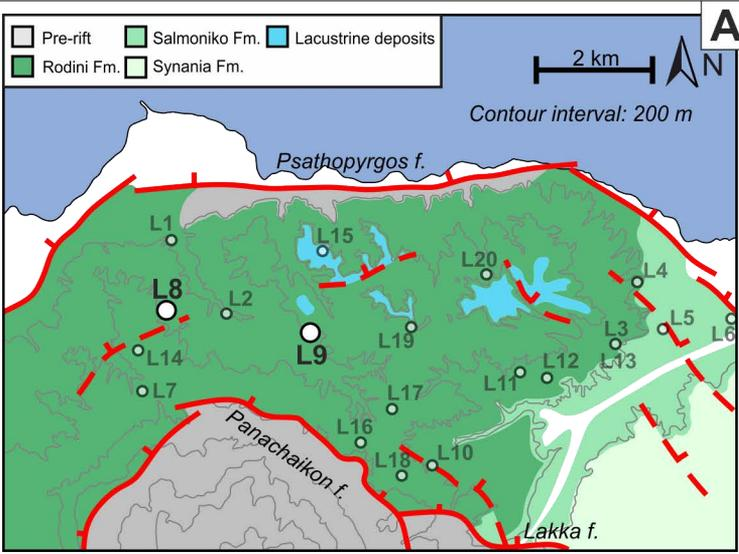 A
Pre-rift
Salmoniko Fm.
Lacustrine deposits
Rodini Fm.
Synania Fm.
2 km
N
Contour interval: 200 m
Psathopyrgos f.
L1
L15
L20
L4
L8
L2
L9
L19
L3
L5
L6
L13
L14
L7
L11
L12
L17
L16
L18
L10
Panachaikon f.
Lakka f.